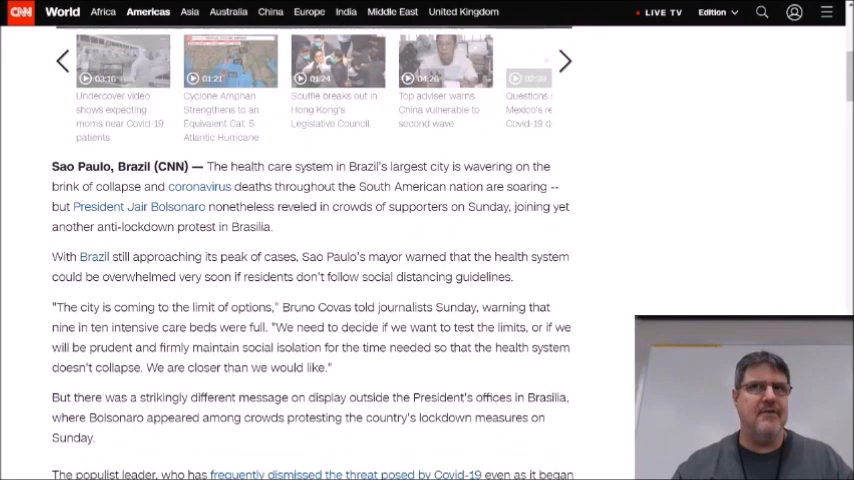 CNN World Africa Americas Asia Australia China Europe India Middle East United Kingdom LIVE TV Edition
03:16 01:21 01:24 04:26
Undercover video Cyclone Amphan Scuffle breaks out in Top adviser warns Questions
shows expecting Strengthens to an Hong Kong's China vulnerable to Mexico's
moms near Covid-19 Equivalent Cat. 5 Legislative Council second wave Covid-19
patients Atlantic Hurricane
Sao Paulo, Brazil (CNN) — The health care system in Brazil's largest city is wavering on the
brink of collapse and coronavirus deaths throughout the South American nation are soaring --
but President Jair Bolsonaro nonetheless reveled in crowds of supporters on Sunday, joining yet
another anti-lockdown protest in Brasilia.
With Brazil still approaching its peak of cases, Sao Paulo's mayor warned that the health system
could be overwhelmed very soon if residents don't follow social distancing guidelines.
"The city is coming to the limit of options," Bruno Covas told journalists Sunday, warning that
nine in ten intensive care beds were full. "We need to decide if we want to test the limits, or if we
will be prudent and firmly maintain social isolation for the time needed so that the health system
doesn't collapse. We are closer than we would like."
But there was a strikingly different message on display outside the President's offices in Brasilia,
where Bolsonaro appeared among crowds protesting the country's lockdown measures on
Sunday.
The populist leader, who has frequently dismissed the threat posed by Covid-19 even as it began